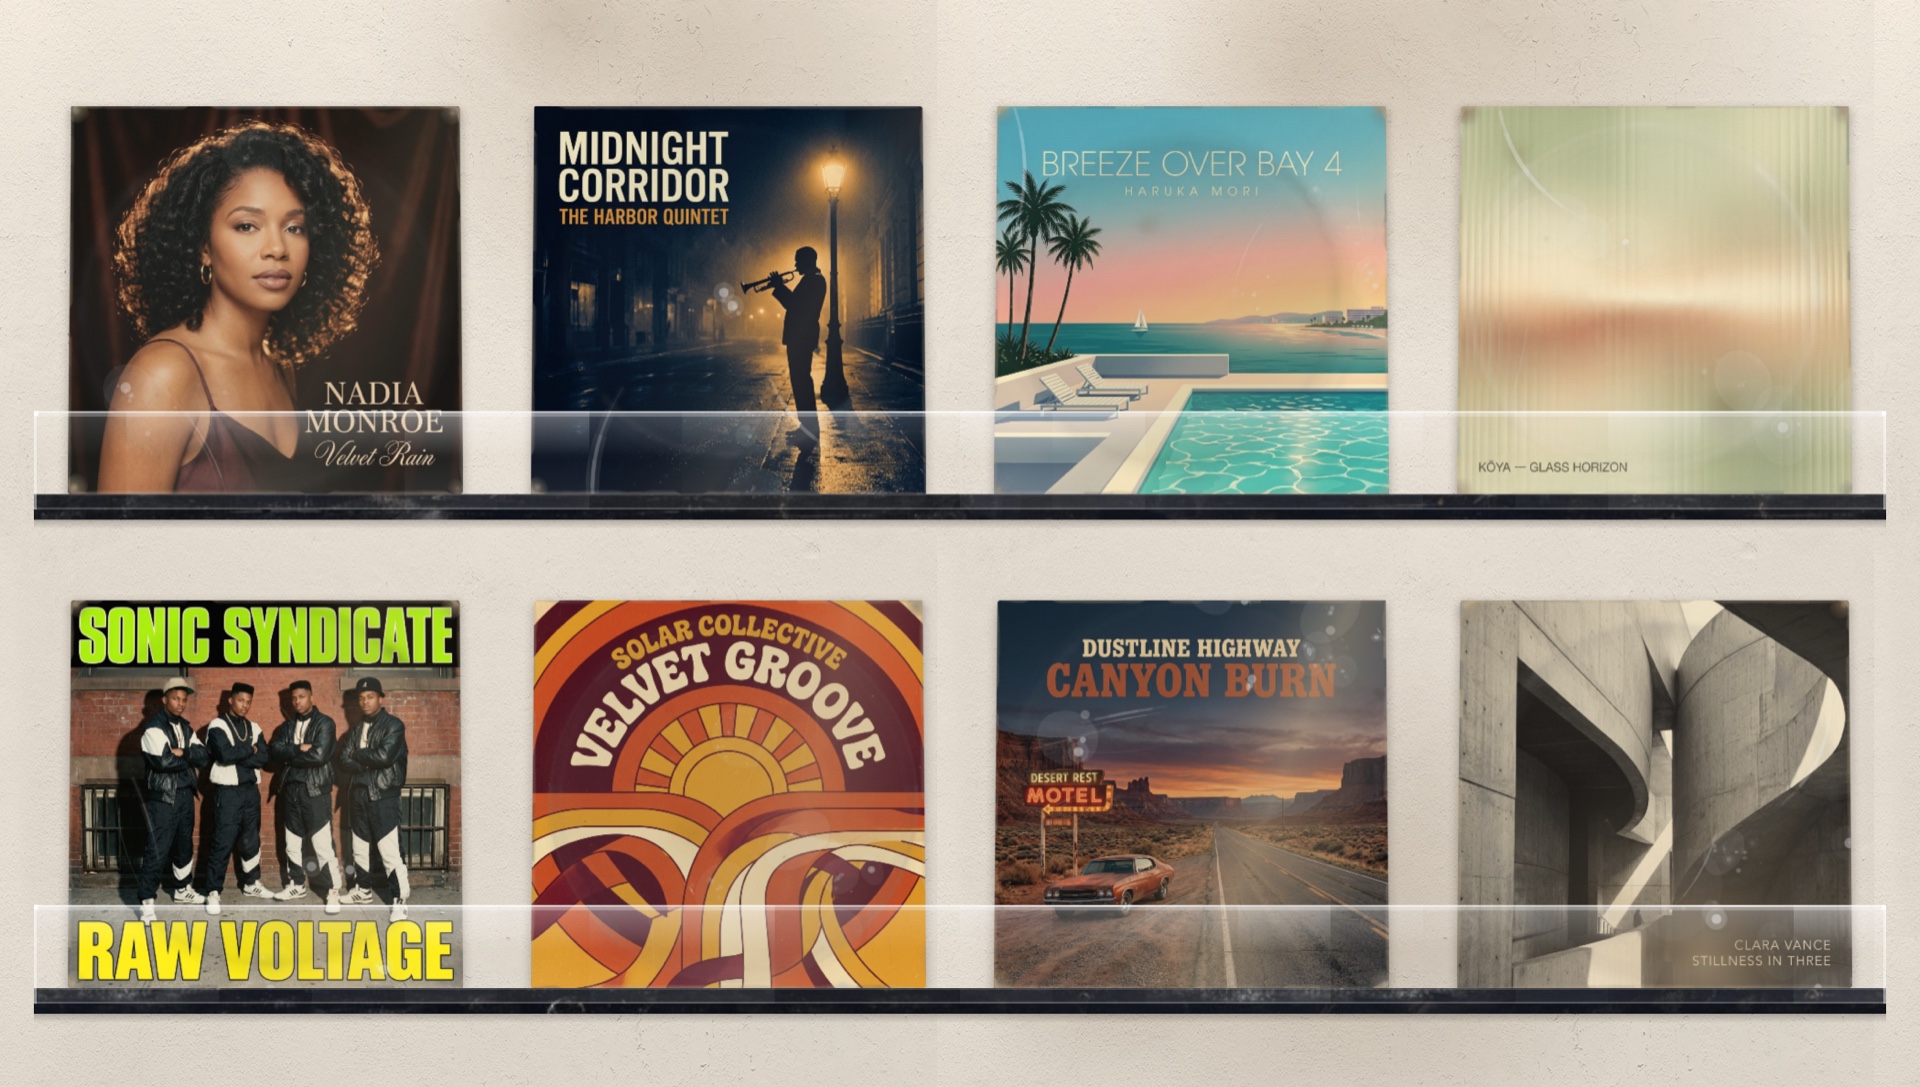 NADIA
MONROE
Velvet Rain
MIDNIGHT
CORRIDOR
THE HARBOR QUINTET
BREEZE OVER BAY 4
HARUKA MORI
KŌYA — GLASS HORIZON
SONIC SYNDICATE
RAW VOLTAGE
SOLAR COLLECTIVE
VELVET GROOVE
DUSTLINE HIGHWAY
CANYON BURN
DESERT REST
MOTEL
CLARA VANCE
STILLNESS IN THREE